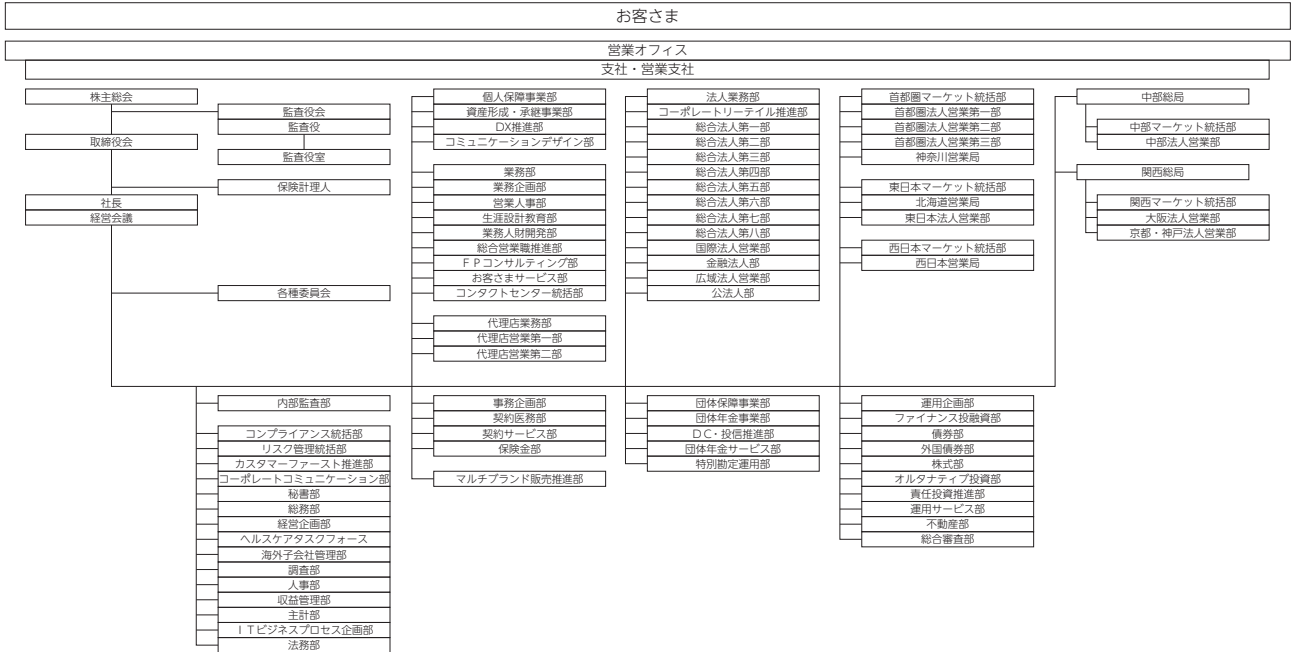 お客さま
営業オフィス
支社・営業支社
株主総会
監査役会
監査役
取締役会
監査役室
保険計理人
社長
経営会議
各種委員会
個人保障事業部
資産形成・承継事業部
DX推進部
コミュニケーションデザイン部
業務部
業務企画部
営業人事部
生涯設計教育部
業務人財開発部
総合営業職推進部
ＦＰコンサルティング部
お客さまサービス部
コンタクトセンター統括部
代理店業務部
代理店営業第一部
代理店営業第二部
法人業務部
コーポレートリーテイル推進部
総合法人第一部
総合法人第二部
総合法人第三部
総合法人第四部
総合法人第五部
総合法人第六部
総合法人第七部
総合法人第八部
国際法人営業部
金融法人部
広域法人営業部
公法人部
首都圏マーケット統括部
首都圏法人営業第一部
首都圏法人営業第二部
首都圏法人営業第三部
神奈川営業局
東日本マーケット統括部
北海道営業局
東日本法人営業部
西日本マーケット統括部
西日本営業局
中部総局
中部マーケット統括部
中部法人営業部
関西総局
関西マーケット統括部
大阪法人営業部
京都・神戸法人営業部
内部監査部
コンプライアンス統括部
リスク管理統括部
カスタマーファースト推進部
コーポレートコミュニケーション部
秘書部
総務部
経営企画部
ヘルスケアタスクフォース
海外子会社管理部
調査部
人事部
収益管理部
主計部
ＩＴビジネスプロセス企画部
法務部
事務企画部
契約医務部
契約サービス部
保険金部
マルチブランド販売推進部
団体保障事業部
団体年金事業部
ＤＣ・投信推進部
団体年金サービス部
特別勘定運用部
運用企画部
ファイナンス投融資部
債券部
外国債券部
株式部
オルタナティブ投資部
責任投資推進部
運用サービス部
不動産部
総合審査部